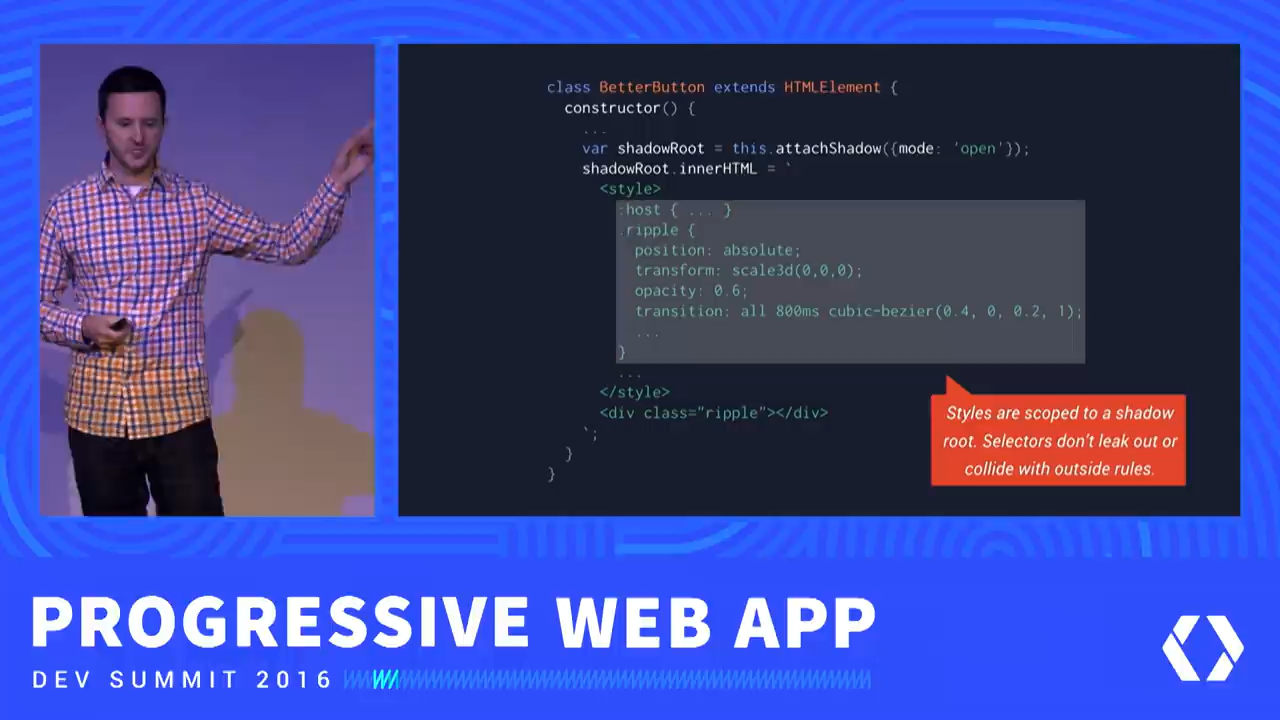 class BetterButton extends HTMLElement {
constructor() {
...
var shadowRoot = this.attachShadow({mode: 'open'});
shadowRoot.innerHTML = `
<style>
:host { ... }
.ripple {
position: absolute;
transform: scale3d(0,0,0);
opacity: 0.6;
transition: all 800ms cubic-bezier(0.4, 0, 0.2, 1);
...
}
...
</style>
<div class="ripple"></div>
`;
}
}
Styles are scoped to a shadow
root. Selectors don't leak out or
collide with outside rules.
PROGRESSIVE WEB APP
DEV SUMMIT 2016